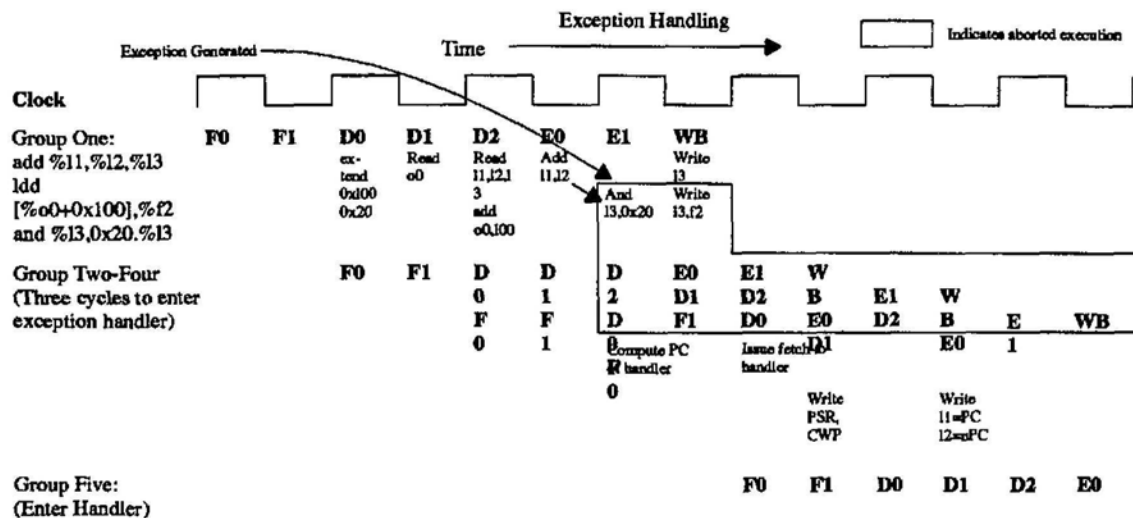 Exception Handling
Exception Generated
Time
Indicates aborted execution
Clock
Group One:
add %l1,%l2,%l3
ldd
[%o0+0x100],%f2
and %l3,0x20.%l3
F0 F1 D0 D1 D2 E0 E1 WB
ex-
tend
0x100
0x20
Read
o0
Read
l1,l2,l
3
add
o0,100
Add
l1,l2
And
l3,0x20
Write
l3
Write
l3,f2
Group Two-Four
(Three cycles to enter
exception handler)
F0 F1 D D D E0 E1 W
0 1 2 D1 D2 B E1 W
F F D F1 D0 E0 D2 B E WB
0 1 0 D1 E0 1
F
0
Compute PC
handler
Issue fetch to
handler
Write
PSR,
CWP
Write
l1=PC
l2=nPC
Group Five:
(Enter Handler)
F0 F1 D0 D1 D2 E0